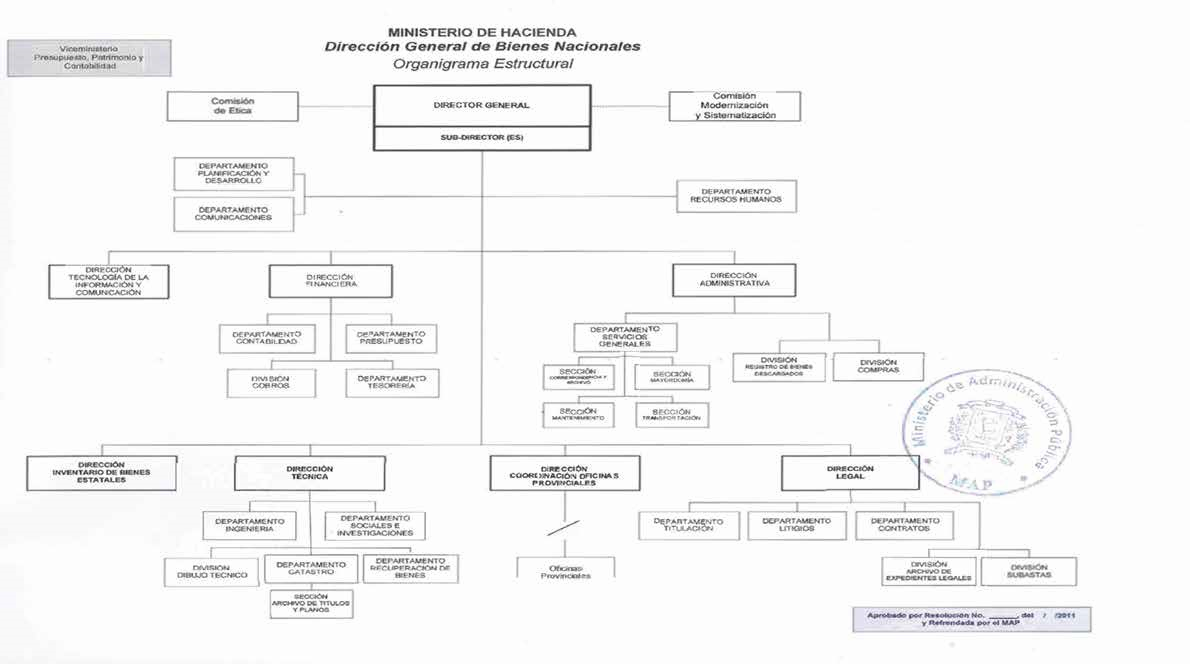 MINISTERIO DE HACIENDA
Dirección General de Bienes Nacionales
Organigrama Estructural
Viceministerio
Presupuesto, Patrimonio y
Contabilidad
Comisión
de Etica
DIRECTOR GENERAL
SUB-DIRECTOR (ES)
Comisión
Modernización
y Sistematización
DEPARTAMENTO
PLANIFICACIÓN Y
DESARROLLO
DEPARTAMENTO
COMUNICACIONES
DEPARTAMENTO
RECURSOS HUMANOS
DIRECCIÓN
TECNOLOGÍA DE LA
INFORMACIÓN Y
COMUNICACIÓN
DIRECCIÓN
FINANCIERA
DIRECCIÓN
ADMINISTRATIVA
DEPARTAMENTO
CONTABILIDAD
DEPARTAMENTO
PRESUPUESTO
DIVISIÓN
COBROS
DEPARTAMENTO
TESORERÍA
DEPARTAMENTO
SERVICIOS
GENERALES
SECCIÓN
CORRESPONDENCIA Y
ARCHIVO
SECCIÓN
MAYORDOMÍA
SECCIÓN
MANTENIMIENTO
SECCIÓN
TRANSPORTACIÓN
DIVISIÓN
REGISTRO DE BIENES
DESCARGADOS
DIVISIÓN
COMPRAS
Ministerio de Administración Pública
MAP
DIRECCIÓN
INVENTARIO DE BIENES
ESTATALES
DIRECCIÓN
TÉCNICA
DIRECCIÓN
COORDINACIÓN OFICINAS
PROVINCIALES
DIRECCIÓN
LEGAL
DEPARTAMENTO
INGENIERIA
DEPARTAMENTO
SOCIALES E
INVESTIGACIONES
DIVISIÓN
DIBUJO TECNICO
DEPARTAMENTO
CATASTRO
DEPARTAMENTO
RECUPERACIÓN DE
BIENES
SECCIÓN
ARCHIVO DE TITULOS
Y PLANOS
Oficinas
Provinciales
DEPARTAMENTO
TITULACIÓN
DEPARTAMENTO
LITIGIOS
DEPARTAMENTO
CONTRATOS
DIVISIÓN
ARCHIVO DE
EXPEDIENTES LEGALES
DIVISIÓN
SUBASTAS
Aprobado por Resolución No. ______, del / /2011
y Refrendada por el MAP